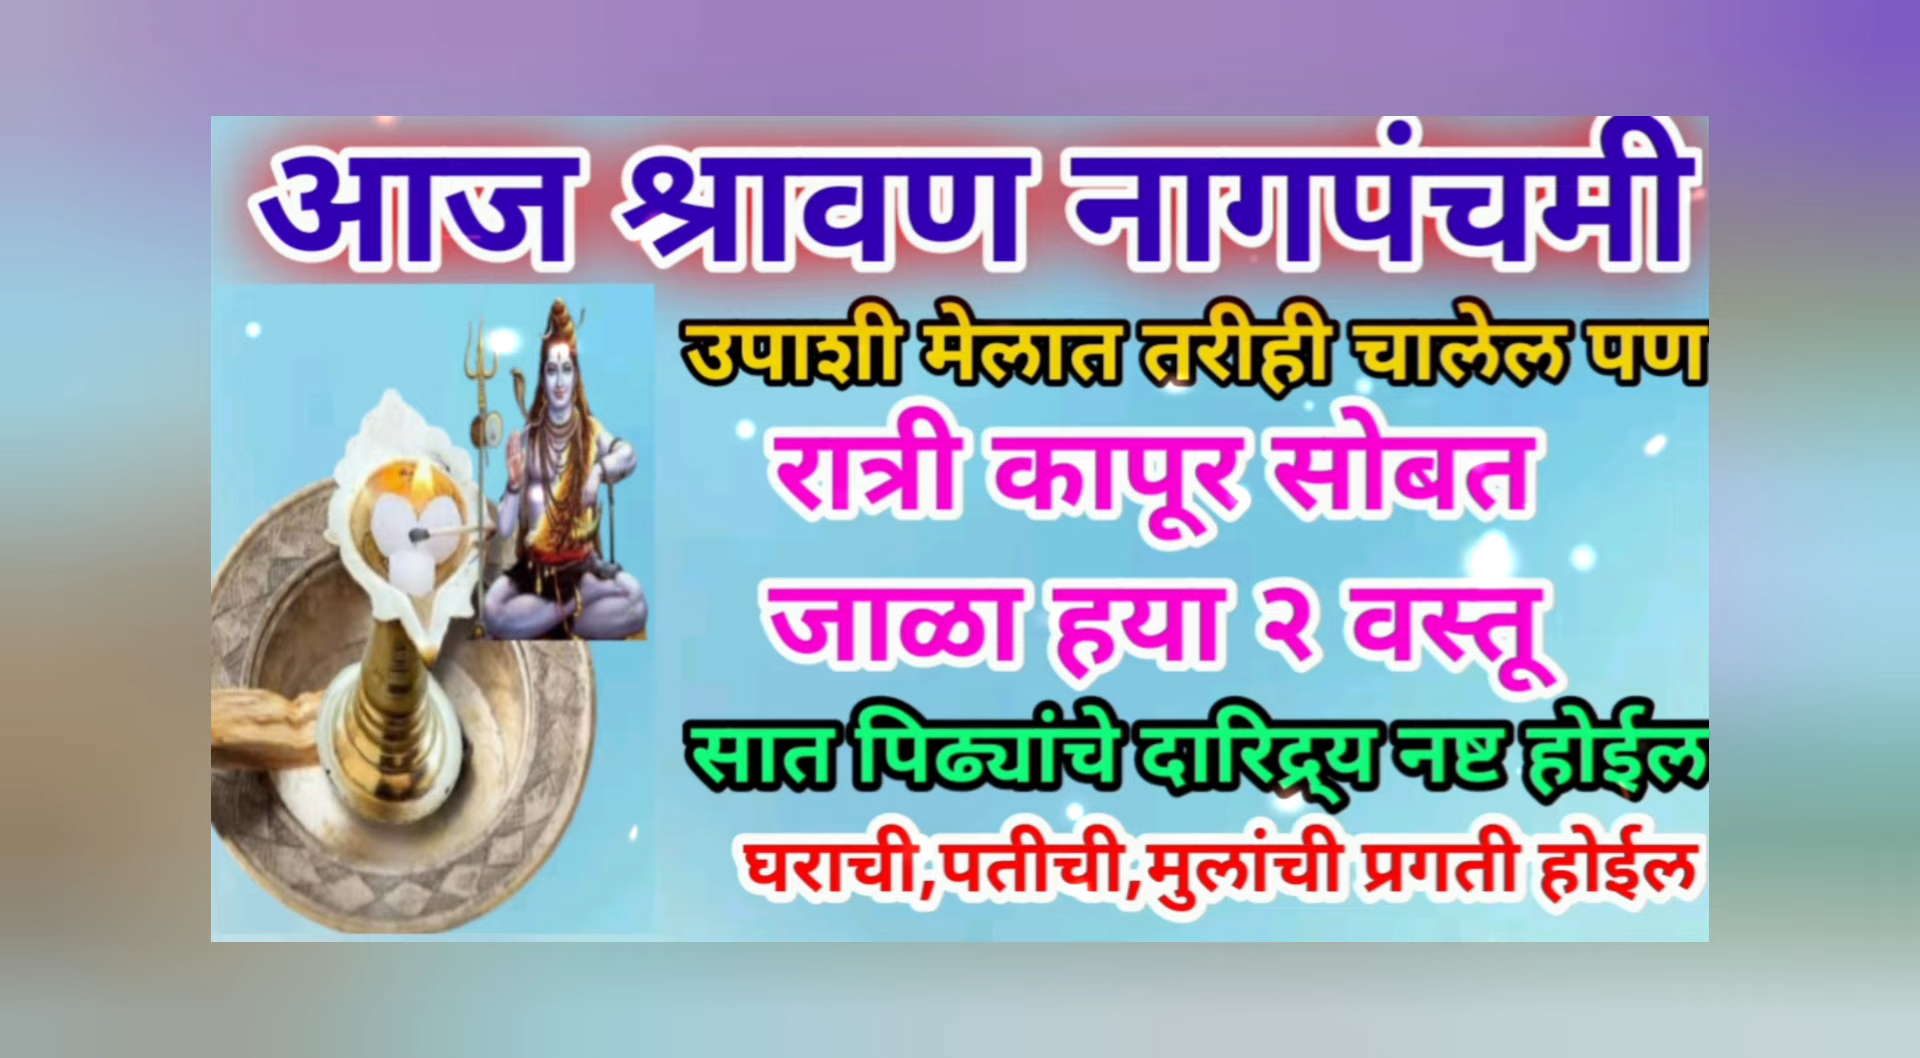 आज श्रावण नागपंचमी
उपाशी मेलात तरीही चालेल पण
रात्री कापूर सोबत
जाळा हया २ वस्तू
सात पिढ्यांचे दारिद्र्य नष्ट होईल
घराची,पतीची,मुलांची प्रगती होईल